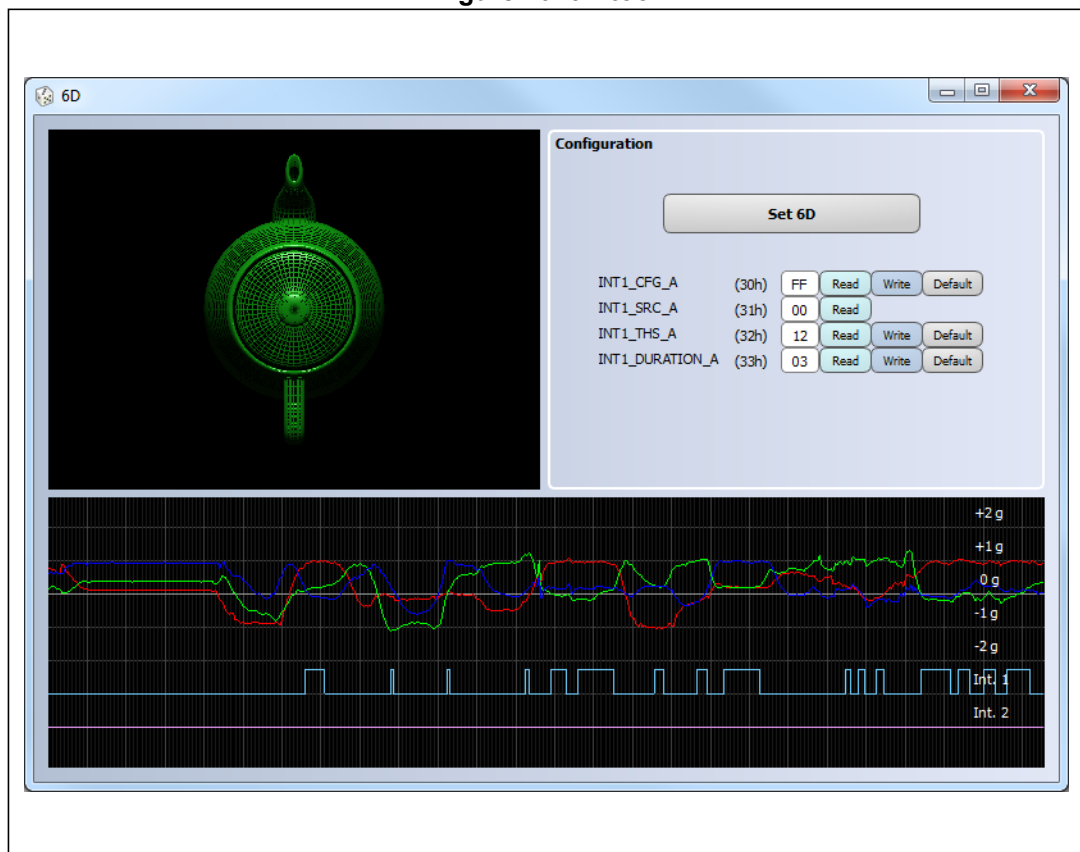 6D
Configuration
Set 6D
INT1_CFG_A (30h) FF Read Write Default
INT1_SRC_A (31h) 00 Read
INT1_THS_A (32h) 12 Read Write Default
INT1_DURATION_A (33h) 03 Read Write Default
+2 g
+1 g
0 g
-1 g
-2 g
Int. 1
Int. 2